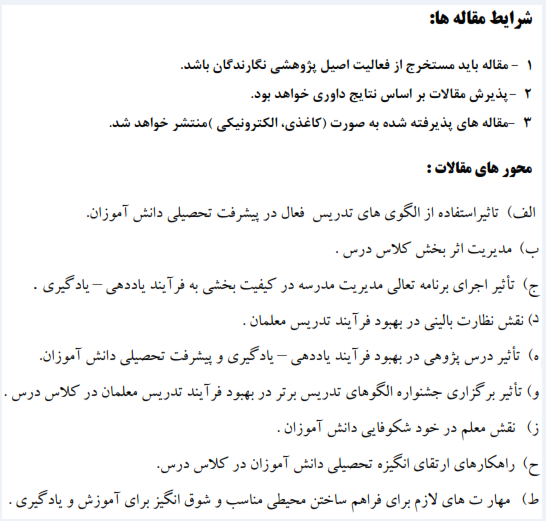 شرایط مقاله ها:
۱ - مقاله باید مستخرج از فعالیت اصیل پژوهشی نگارندگان باشد.
۲ -پذیرش مقالات بر اساس نتایج داوری خواهد بود.
۳ -مقاله های پذیرفته شده به صورت (کاغذی، الکترونیکی )منتشر خواهد شد.
محور های مقالات :
الف) تاثیراستفاده از الگوی های تدریس فعال در پیشرفت تحصیلی دانش آموزان.
ب) مدیریت اثر بخش کلاس درس .
ج) تأثیر اجرای برنامه تعالی مدیریت مدرسه در کیفیت بخشی به فرآیند یاددهی – یادگیری .
د) نقش نظارت بالینی در بهبود فرآیند تدریس معلمان .
ه) تأثیر درس پژوهی در بهبود فرآیند یاددهی – یادگیری و پیشرفت تحصیلی دانش آموزان.
و) تأثیر برگزاری جشنواره الگوهای تدریس برتر در بهبود فرآیند تدریس معلمان در کلاس درس .
ز) نقش معلم در خود شکوفایی دانش آموزان .
ح) راهکارهای ارتقای انگیزه تحصیلی دانش آموزان در کلاس درس.
ط) مهار ت های لازم برای فراهم ساختن محیطی مناسب و شوق انگیز برای آموزش و یادگیری .